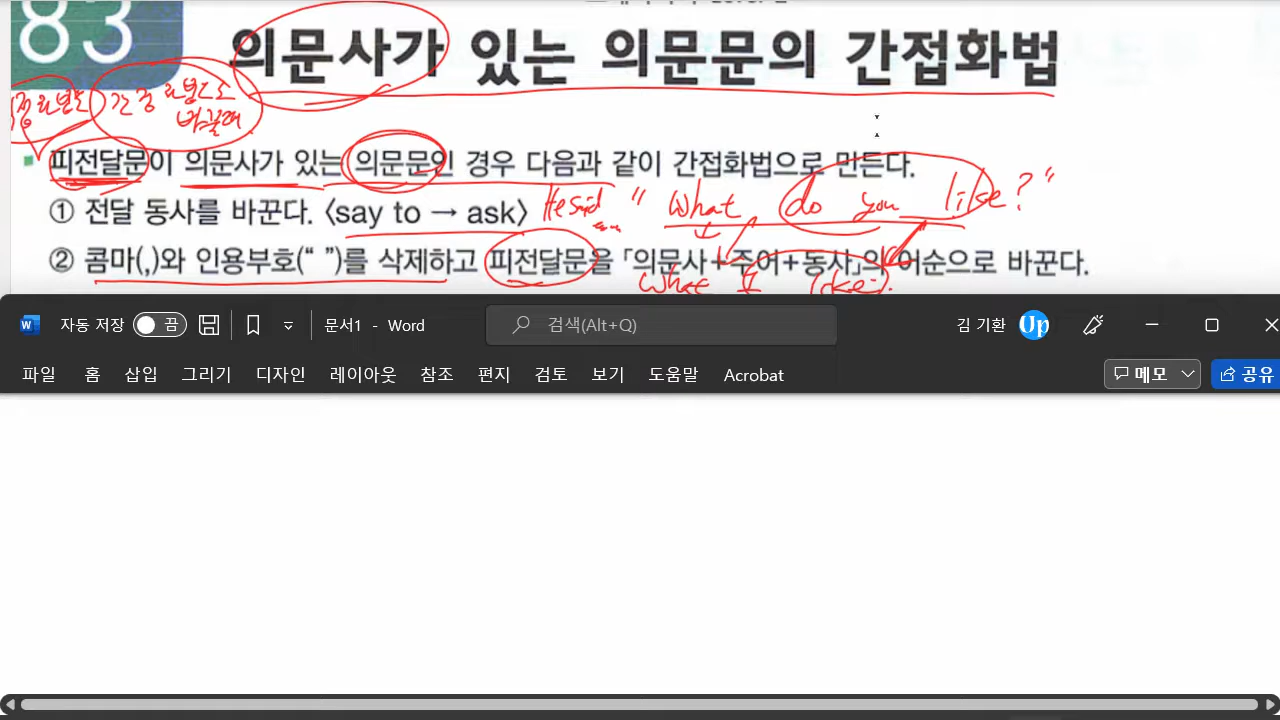 83
의문사가 있는 의문문의 간접화법
피전달문이 의문사가 있는 의문문인 경우 다음과 같이 간접화법으로 만든다.
He said " What do you like? "
① 전달 동사를 바꾼다. 〈say to → ask〉
② 콤마(,)와 인용부호(“ ”)를 삭제하고 피전달문을 「의문사+주어+동사」의 어순으로 바꾼다.
What I like.
자동 저장 끔 문서1 - Word 검색(Alt+Q) 김 기환 Up
파일 홈 삽입 그리기 디자인 레이아웃 참조 편지 검토 보기 도움말 Acrobat 메모 공유